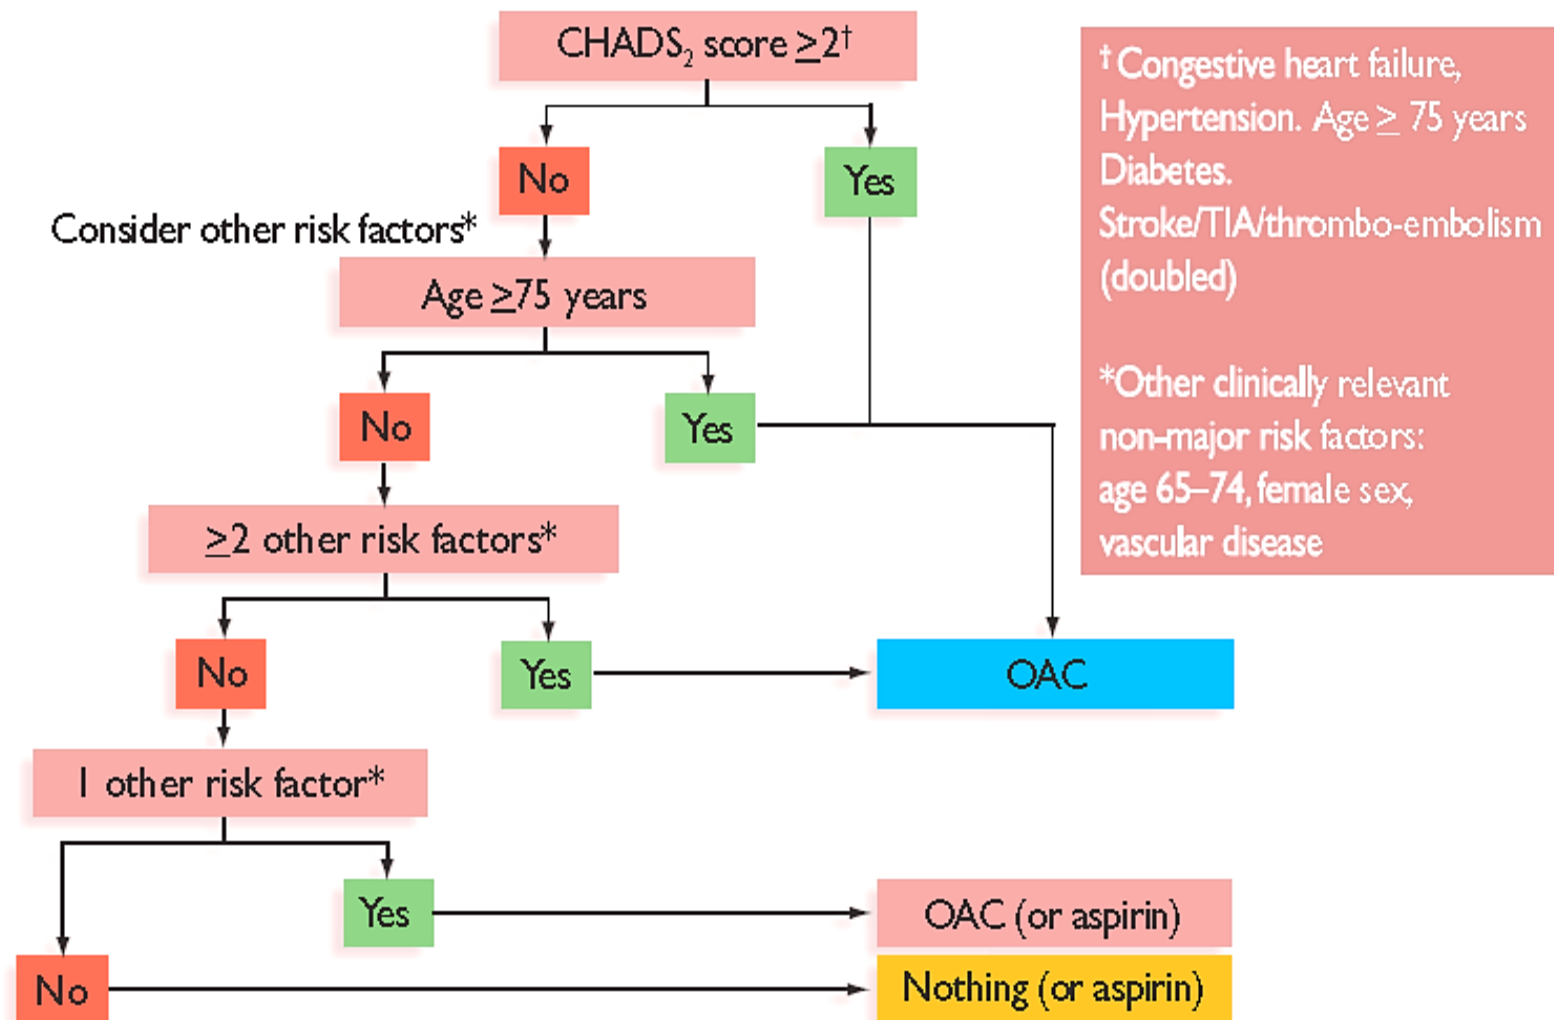 CHADS₂ score ≥2†
No
Yes
Consider other risk factors*
Age ≥75 years
No
Yes
≥2 other risk factors*
No
Yes
OAC
1 other risk factor*
Yes
OAC (or aspirin)
No
Nothing (or aspirin)
† Congestive heart failure,
Hypertension. Age ≥ 75 years
Diabetes.
Stroke/TIA/thrombo-embolism
(doubled)
*Other clinically relevant
non-major risk factors:
age 65–74, female sex,
vascular disease